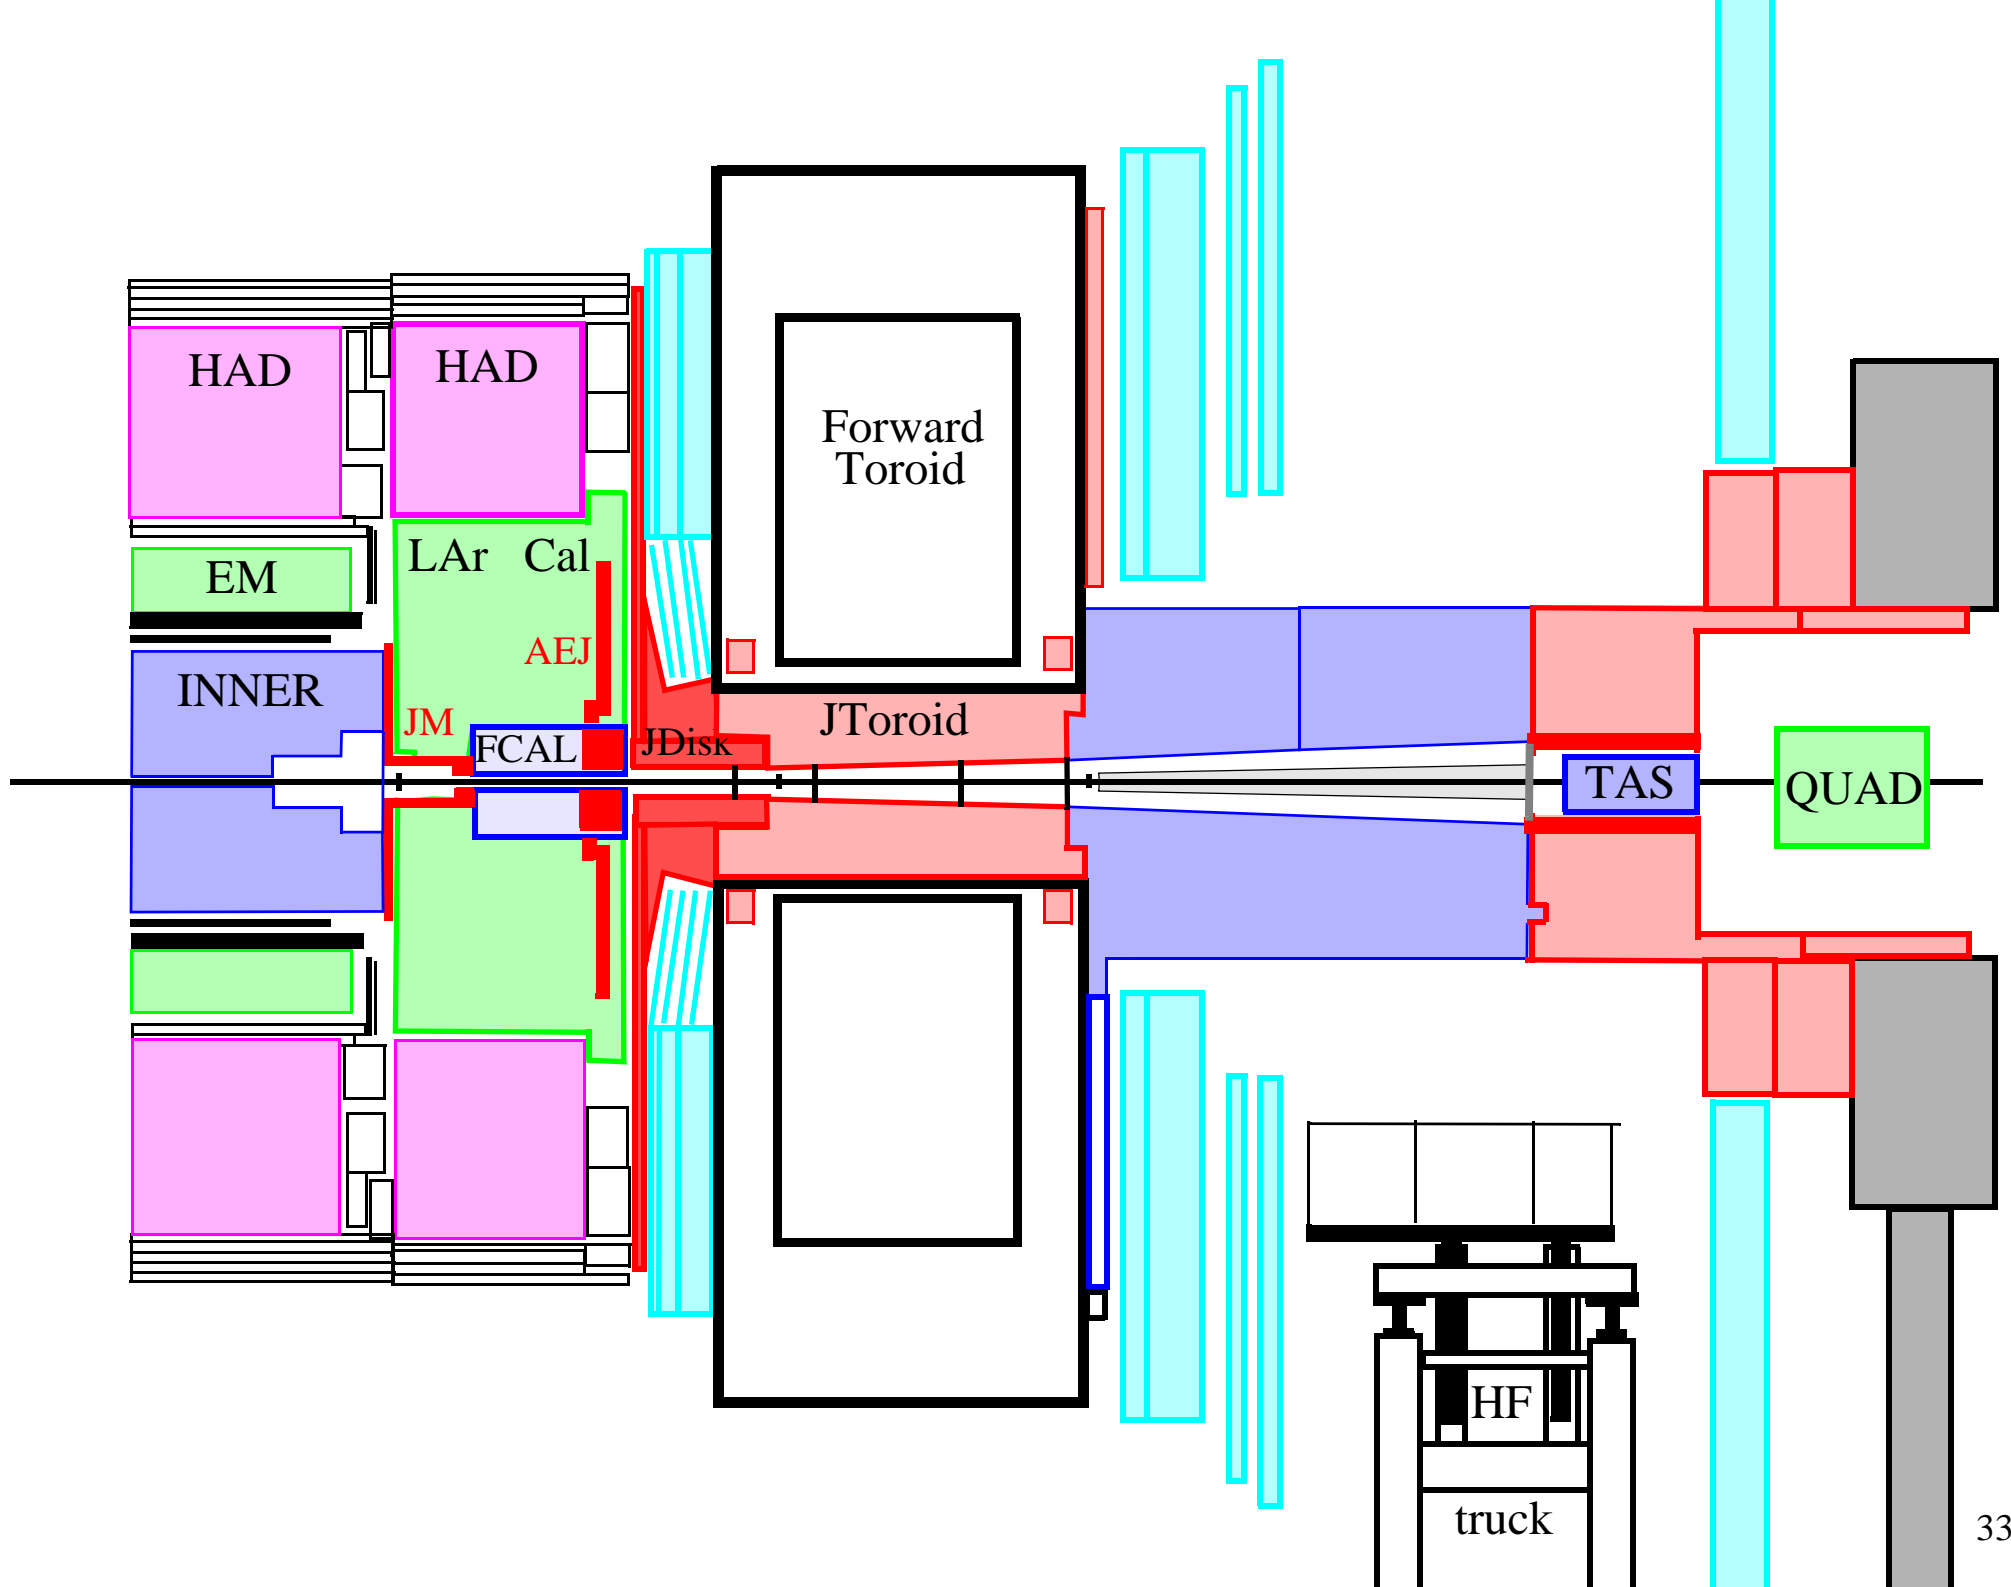 HAD
HAD
Forward
Toroid
LAr Cal
EM
AEJ
INNER
JM
JToroid
FCAL
JDisk
TAS
QUAD
HF
truck
33